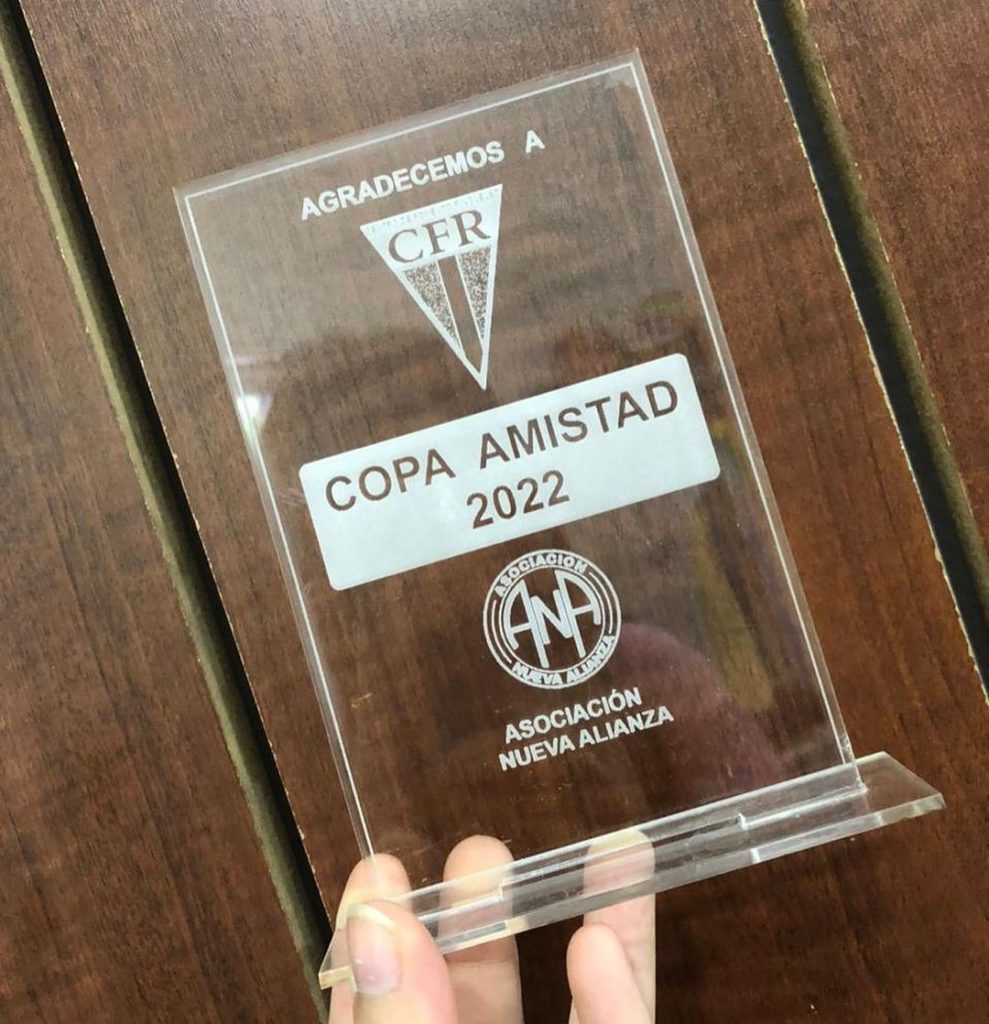 AGRADECEMOS A
CFR
COPA AMISTAD
2022
ASOCIACIÓN
ANA
NUEVA ALIANZA
ASOCIACIÓN
NUEVA ALIANZA